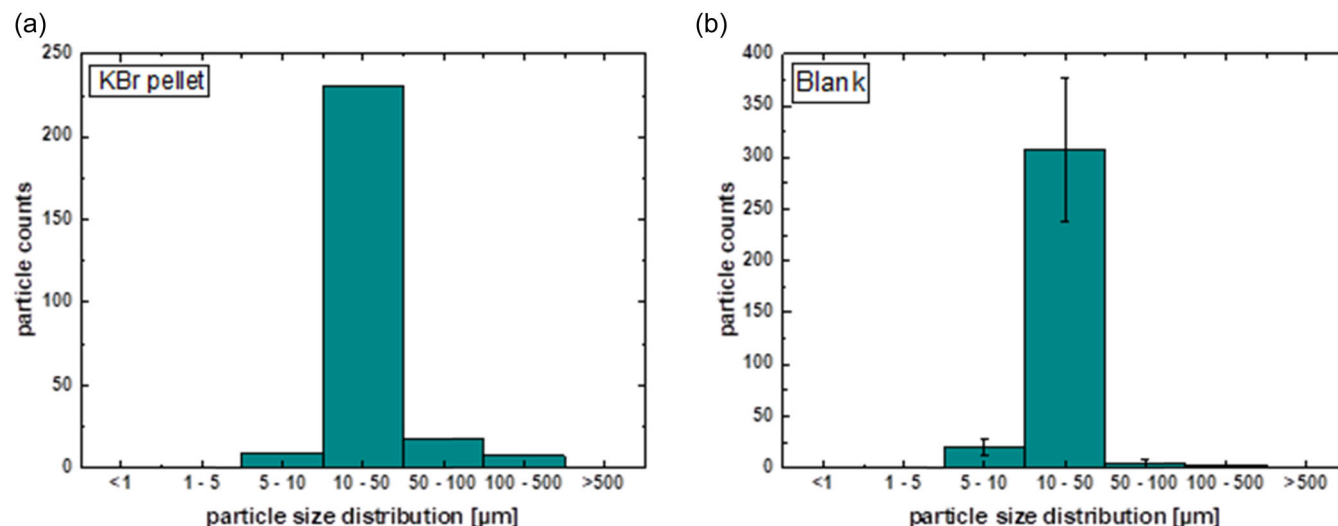 (a)
KBr pellet
250
200
150
100
50
0
particle counts
<1 1 - 5 5 - 10 10 - 50 50 - 100 100 - 500 >500
particle size distribution [µm]
(b)
Blank
400
350
300
250
200
150
100
50
0
particle counts
<1 1 - 5 5 - 10 10 - 50 50 - 100 100 - 500 >500
particle size distribution [µm]